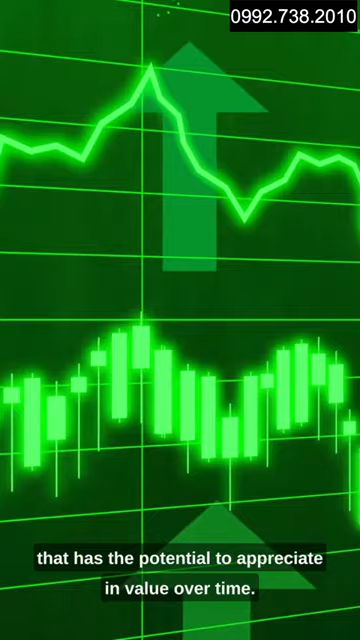 0992.738.2010
that has the potential to appreciate
in value over time.